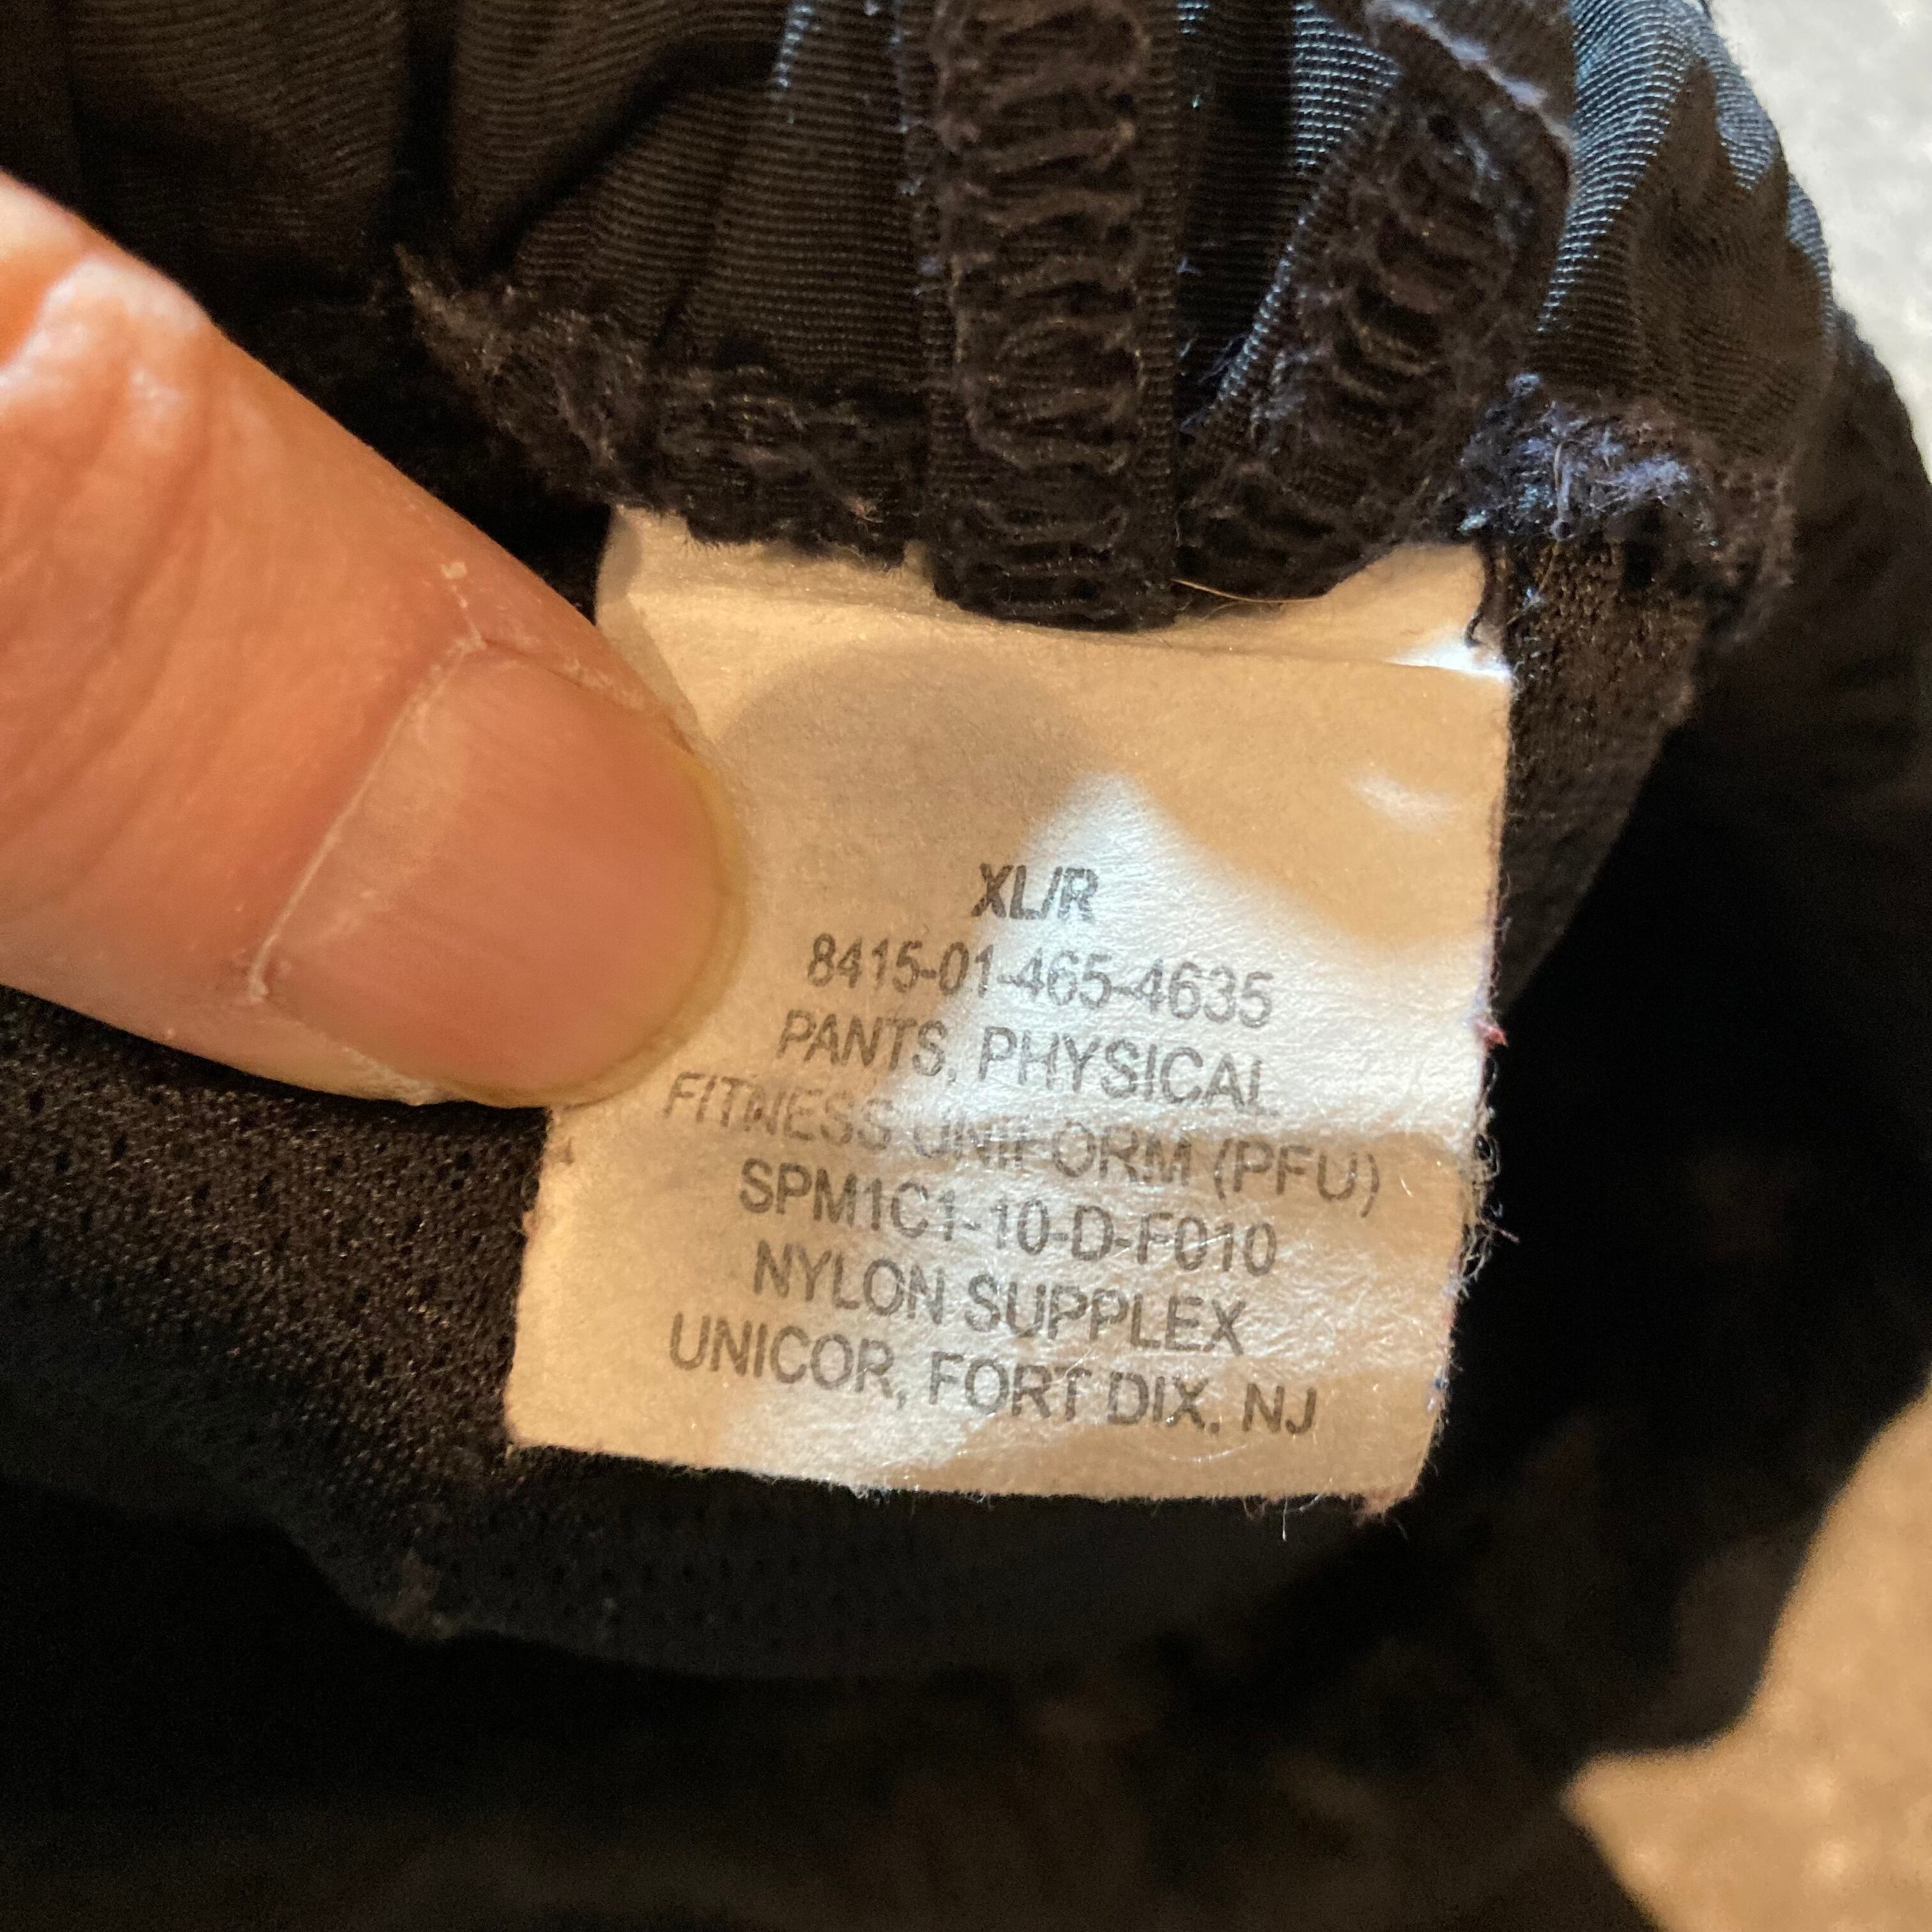 XL/R
8415-01-465-4635
PANTS, PHYSICAL
FITNESS UNIFORM (PFU)
SPM1C1-10-D-F010
NYLON SUPPLEX
UNICOR, FORT DIX, NJ